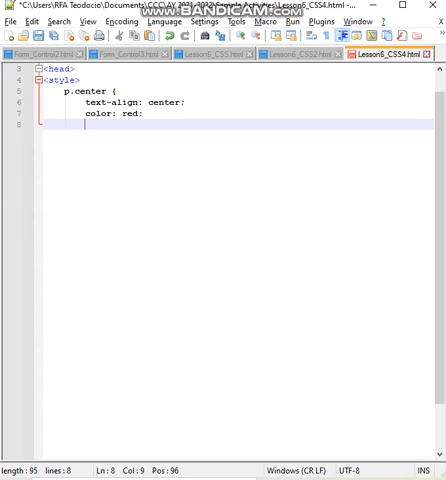 *C:\Users\RFA Teodocio\Documents\CCC\AY 2021-2022\Sample Activities\Lesson6_CSS4.html -...
www.BANDICAM.com
File Edit Search View Encoding Language Settings Tools Macro Run Plugins Window ?
Form_Control2.html Form_Control3.html Lesson6_CSS.html Lesson6_CSS2.html Lesson6_CSS4.html
3 <head>
4 <style>
5 p.center {
6 text-align: center;
7 color: red;
8
length : 95 lines : 8 Ln : 8 Col : 9 Pos : 96 Windows (CR LF) UTF-8 INS